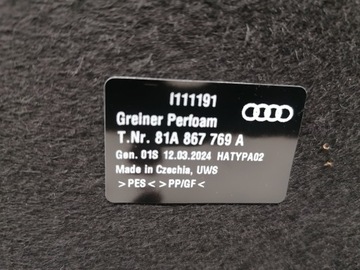 I111191
Greiner Perfoam
T.Nr. 81A 867 769 A
Gen. 01S 12.03.2024 HATYPA02
Made in Czechia, UWS
>PES< >PP/GF<